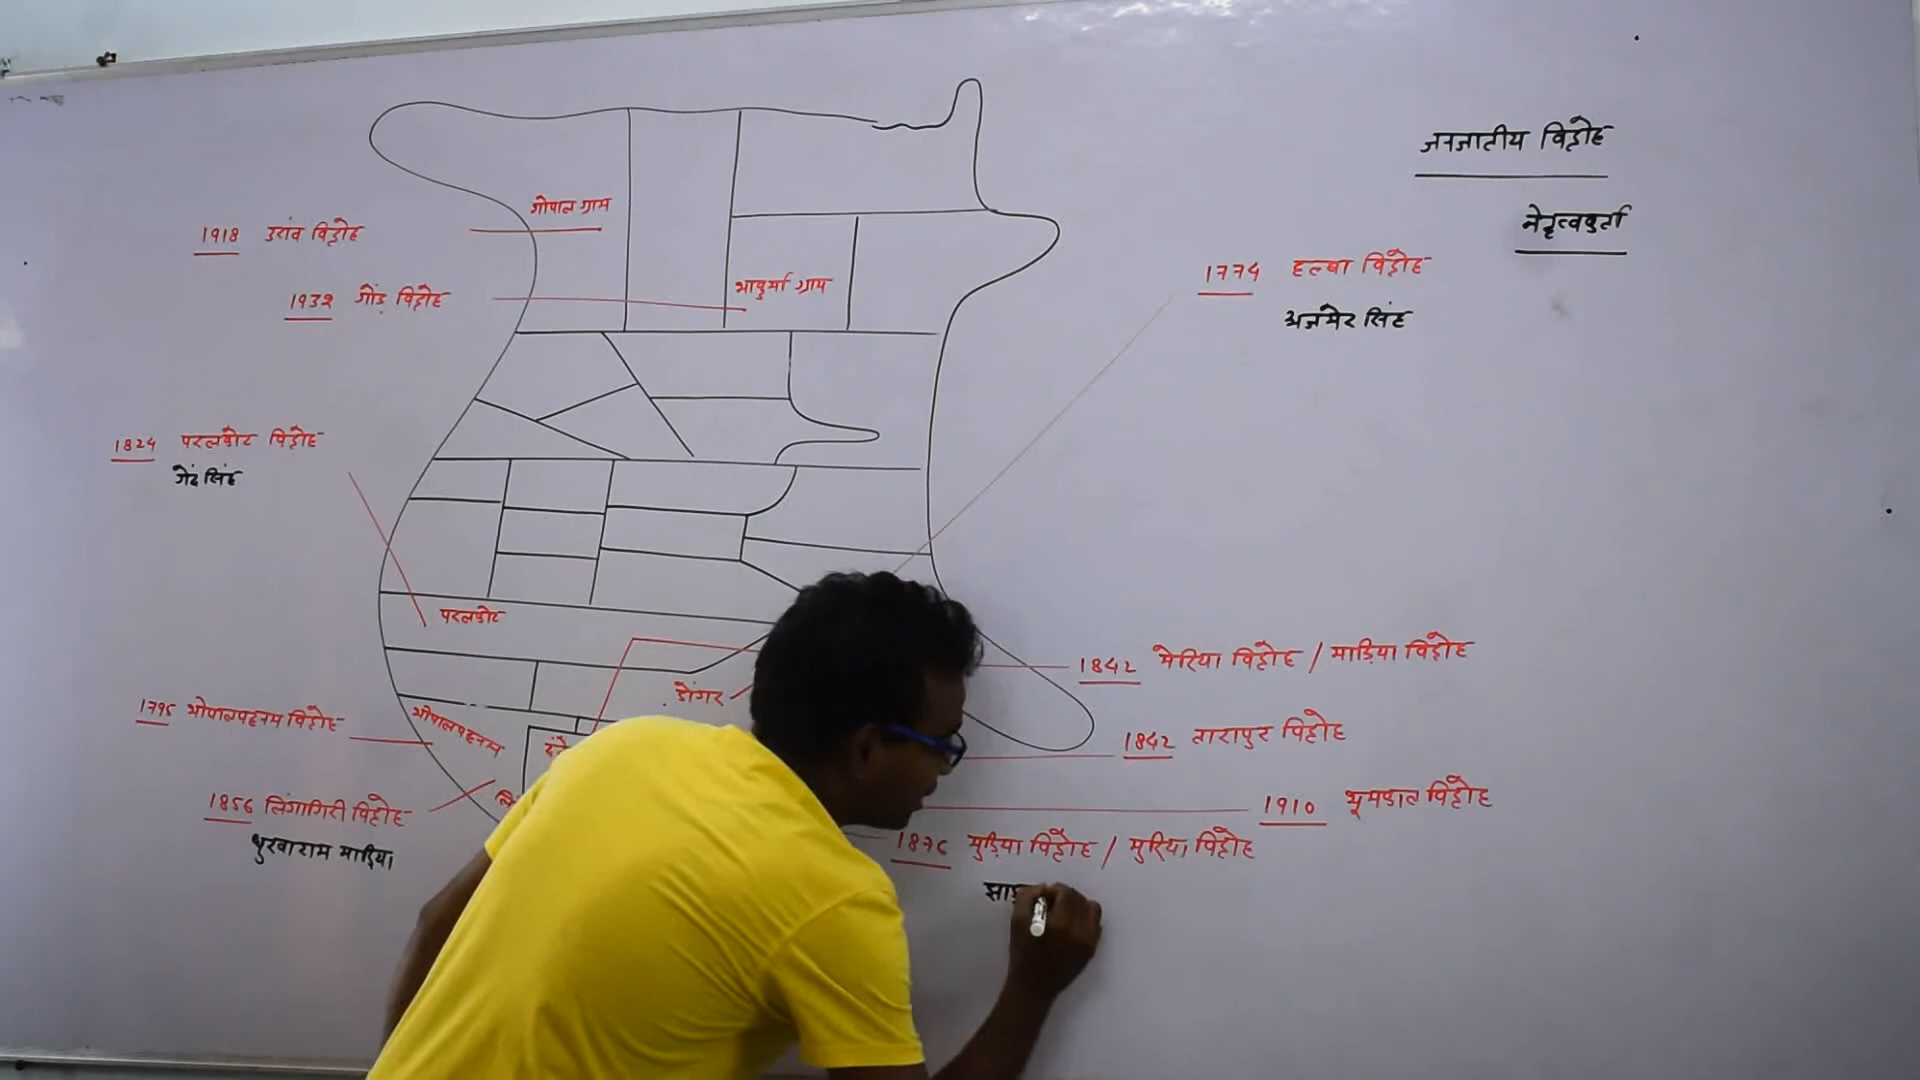 जनजातीय विद्रोह
नेतृत्वकर्ता
गोपाल ग्राम
1918 उरांव विद्रोह
1774 हल्बा विद्रोह
अजमेर सिंह
1932 गोंड विद्रोह
भाथुर्मा ग्राम
1824 परलकोट विद्रोह
गेंद सिंह
परलकोट
डोंगर
1842 मेरिया विद्रोह / माड़िया विद्रोह
1795 भोपालपट्टनम विद्रोह
भोपालपट्टनम
1842 तारापुर विद्रोह
1856 लिंगागिरी विद्रोह
धुरवाराम माड़िया
1910 भूमकाल विद्रोह
1876 मुड़िया विद्रोह / मुरिया विद्रोह